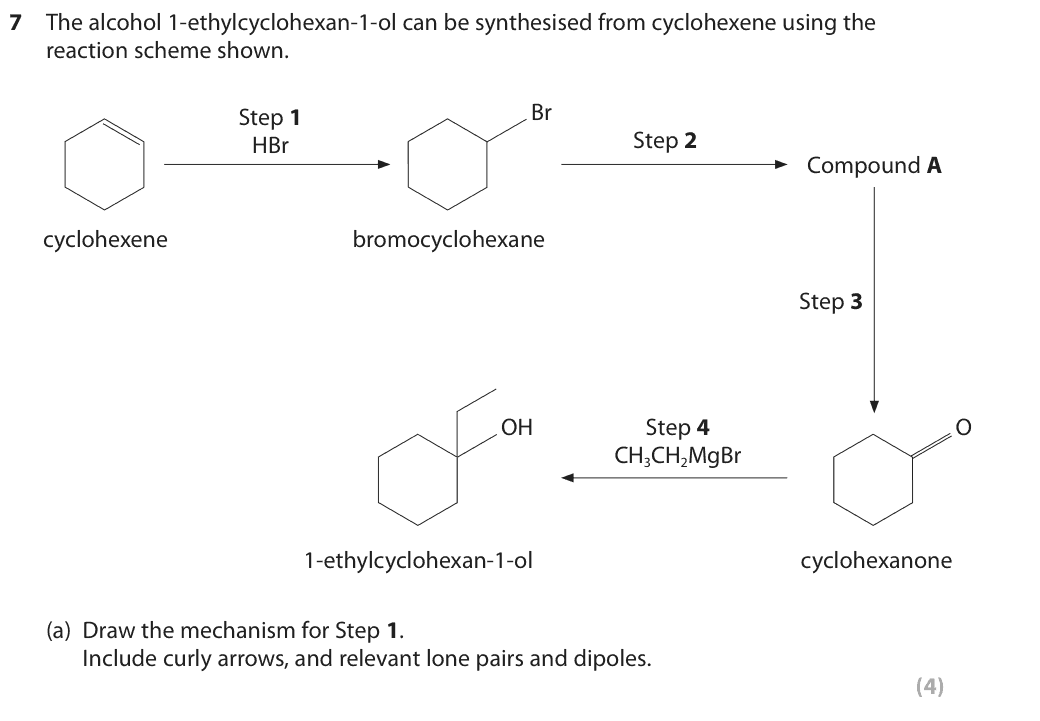 7 The alcohol 1-ethylcyclohexan-1-ol can be synthesised from cyclohexene using the
reaction scheme shown.
Step 1
HBr
Br
Step 2
Compound A
cyclohexene
bromocyclohexane
Step 3
OH
Step 4
CH₃CH₂MgBr
O
1-ethylcyclohexan-1-ol
cyclohexanone
(a) Draw the mechanism for Step 1.
Include curly arrows, and relevant lone pairs and dipoles.
(4)